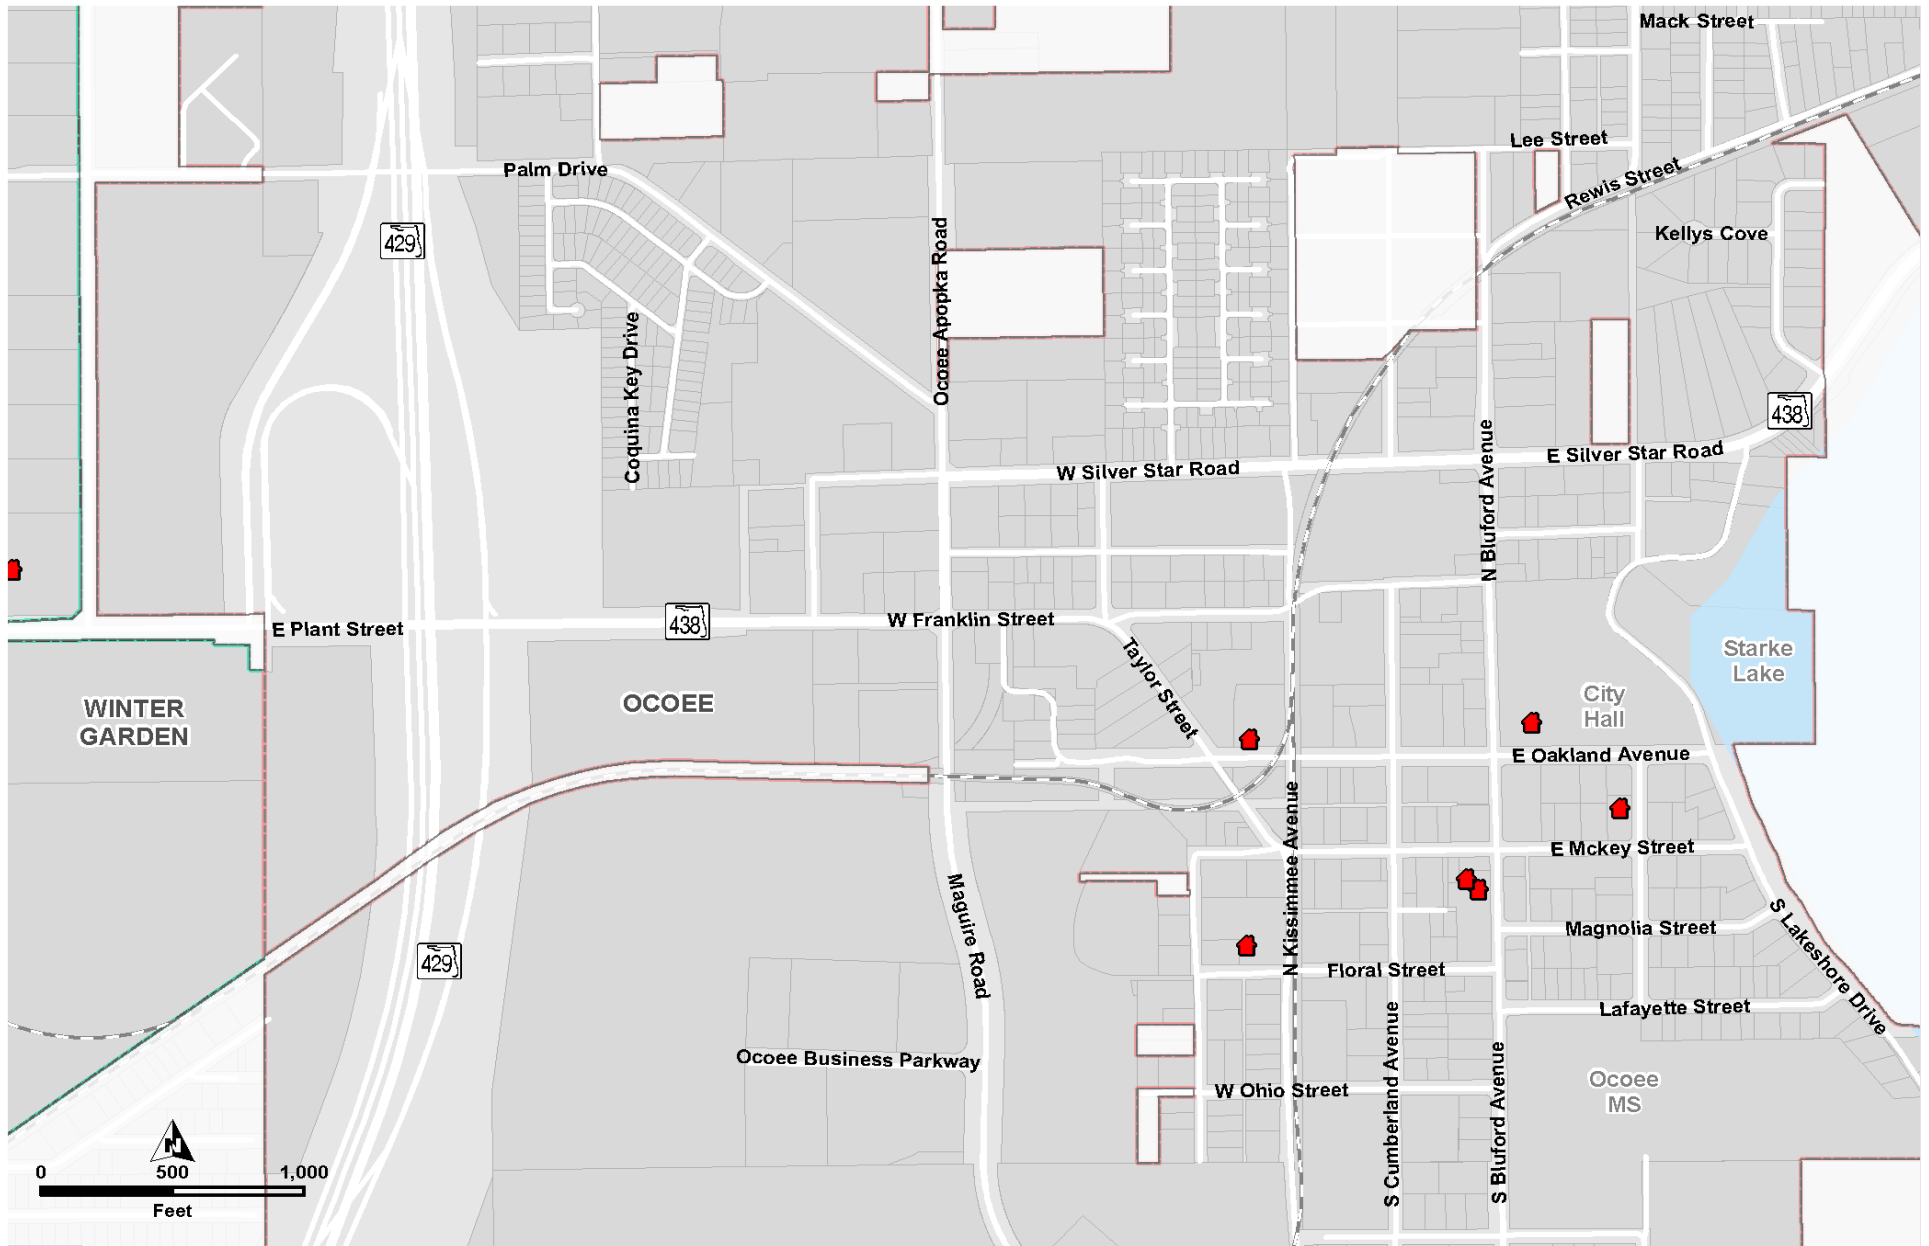 Mack Street
Lee Street
Palm Drive
Rewis Street
Kellys Cove
429
Ocoee Apopka Road
Coquina Key Drive
438
N Bluford Avenue
E Silver Star Road
W Silver Star Road
W Franklin Street
438
E Plant Street
Taylor Street
Starke
Lake
WINTER
GARDEN
OCOEE
City
Hall
E Oakland Avenue
N Kissimmee Avenue
E Mckey Street
Maguire Road
Magnolia Street
S Lakeshore Drive
429
Floral Street
Lafayette Street
Ocoee Business Parkway
S Cumberland Avenue
S Bluford Avenue
W Ohio Street
Ocoee
MS
N
0 500 1,000
Feet